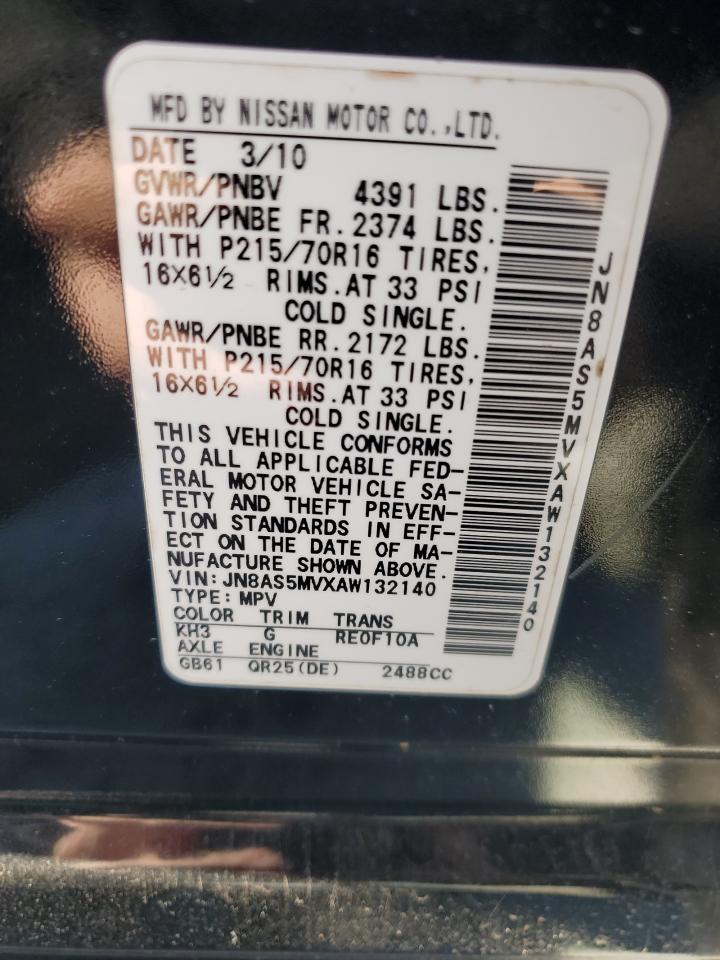 MFD BY NISSAN MOTOR CO.,LTD.
DATE 3/10
GVWR/PNBV 4391 LBS.
GAWR/PNBE FR. 2374 LBS.
WITH P215/70R16 TIRES,
16X6½ RIMS. AT 33 PSI
COLD SINGLE.
GAWR/PNBE RR. 2172 LBS.
WITH P215/70R16 TIRES,
16X6½ RIMS. AT 33 PSI
COLD SINGLE.
THIS VEHICLE CONFORMS
TO ALL APPLICABLE FED-
ERAL MOTOR VEHICLE SA-
FETY AND THEFT PREVEN-
TION STANDARDS IN EFF-
ECT ON THE DATE OF MA-
NUFACTURE SHOWN ABOVE.
VIN:JN8AS5MVXAW132140
TYPE:MPV
COLOR TRIM TRANS
KH3 G RE0F10A
AXLE ENGINE
GB61 QR25(DE) 2488CC
JN8AS5MVXAW132140